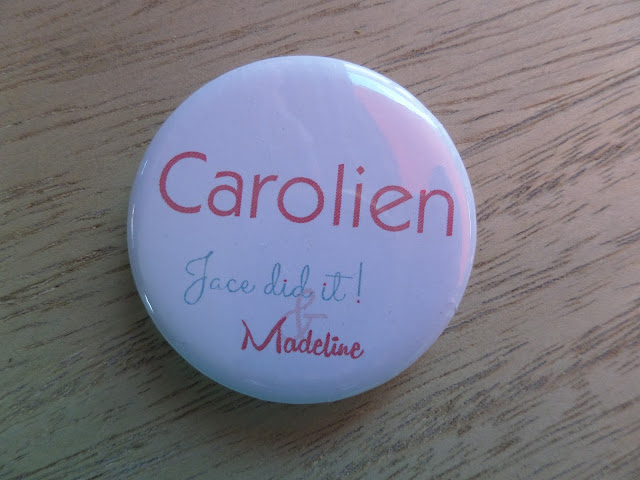 Carolien
Jace did it!
&
Madeline